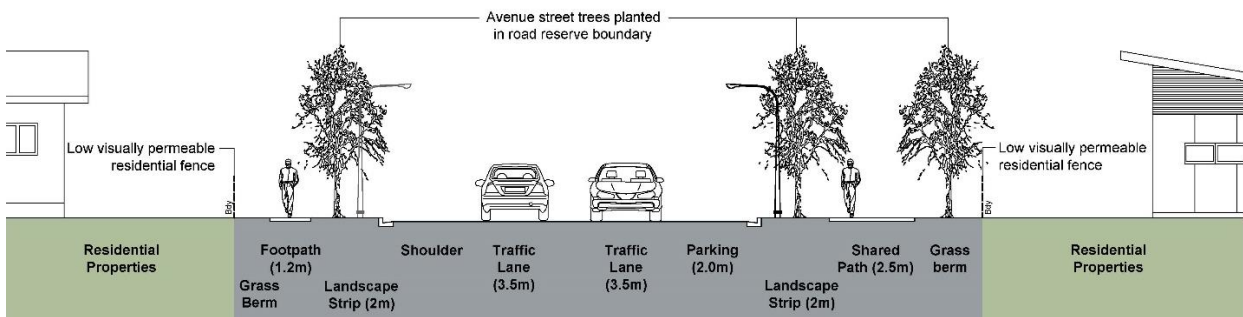 Avenue street trees planted
in road reserve boundary
Low visually permeable
residential fence
Low visually permeable
residential fence
Bdy
Bdy
Residential
Properties
Footpath
(1.2m)
Grass
Berm
Landscape
Strip (2m)
Shoulder
Traffic
Lane
(3.5m)
Traffic
Lane
(3.5m)
Parking
(2.0m)
Landscape
Strip (2m)
Shared
Path (2.5m)
Grass
berm
Residential
Properties